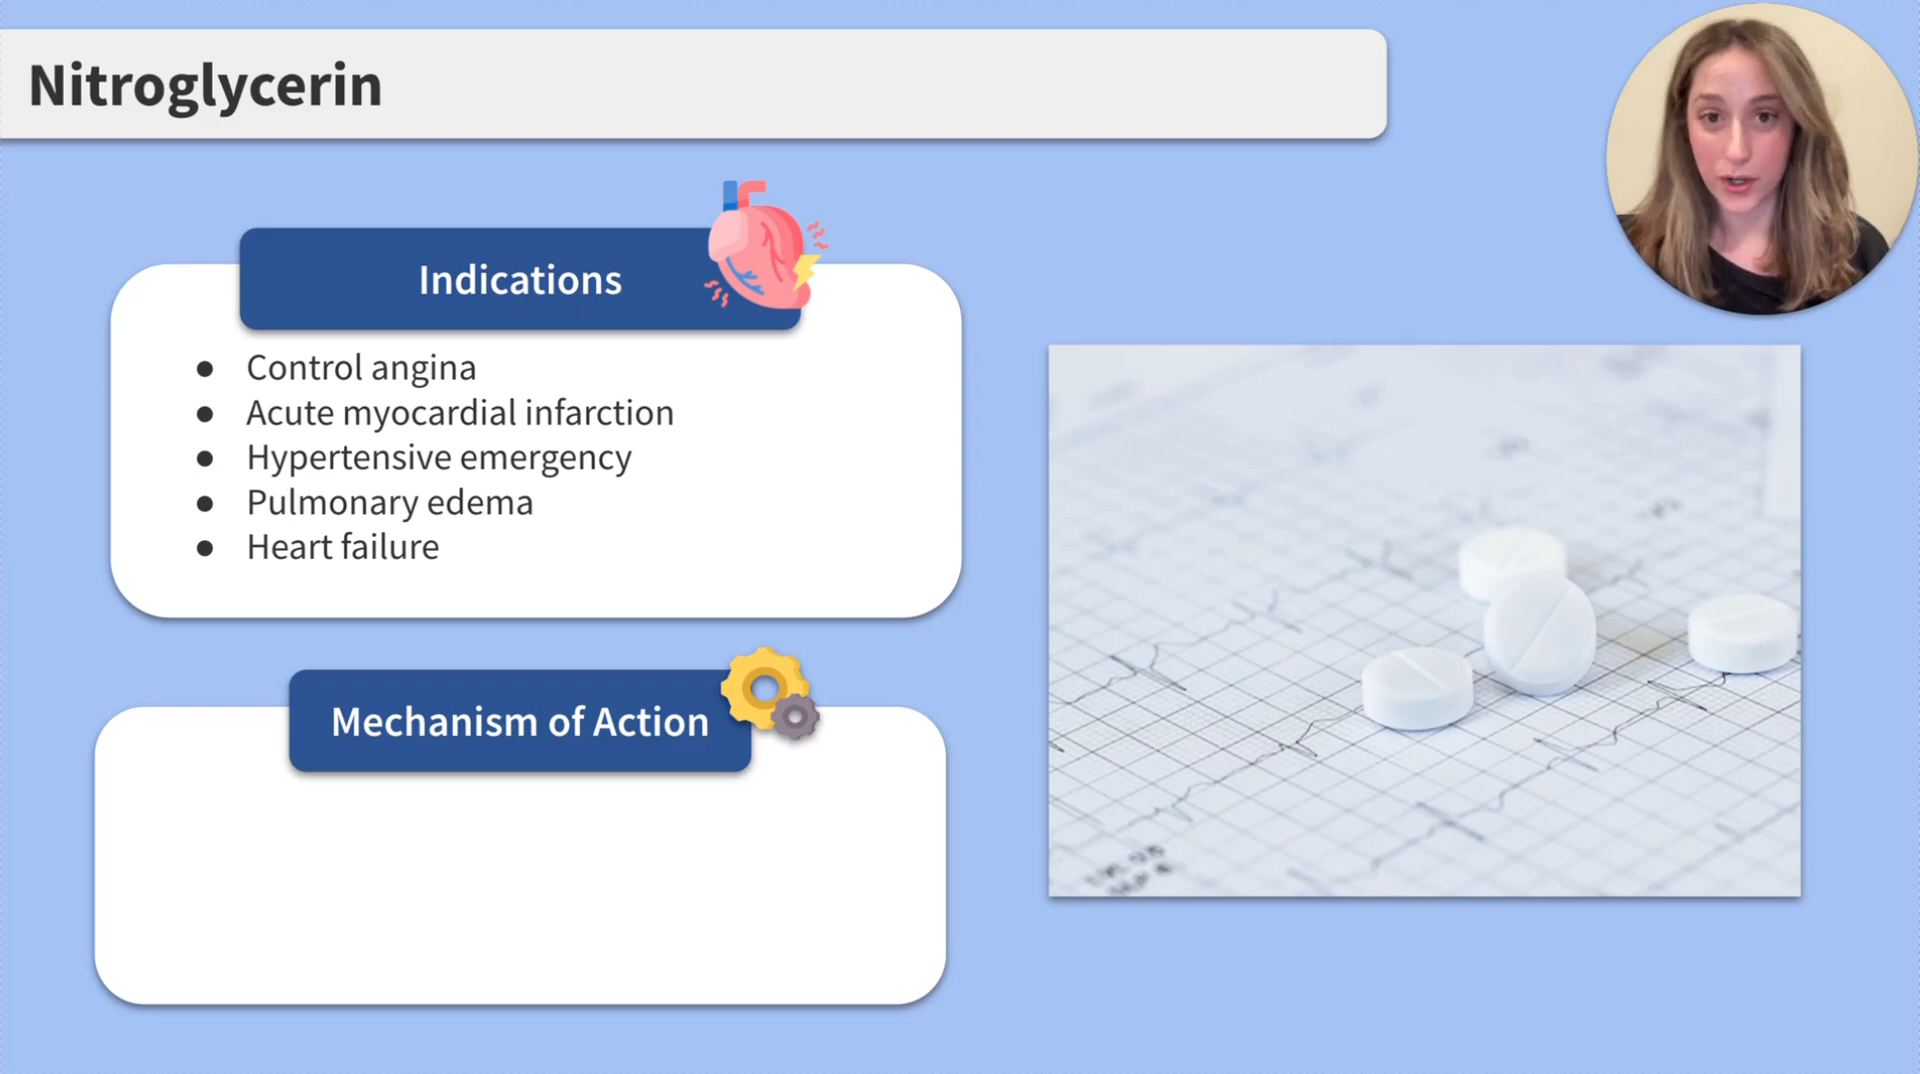 Nitroglycerin
Indications
● Control angina
● Acute myocardial infarction
● Hypertensive emergency
● Pulmonary edema
● Heart failure
Mechanism of Action